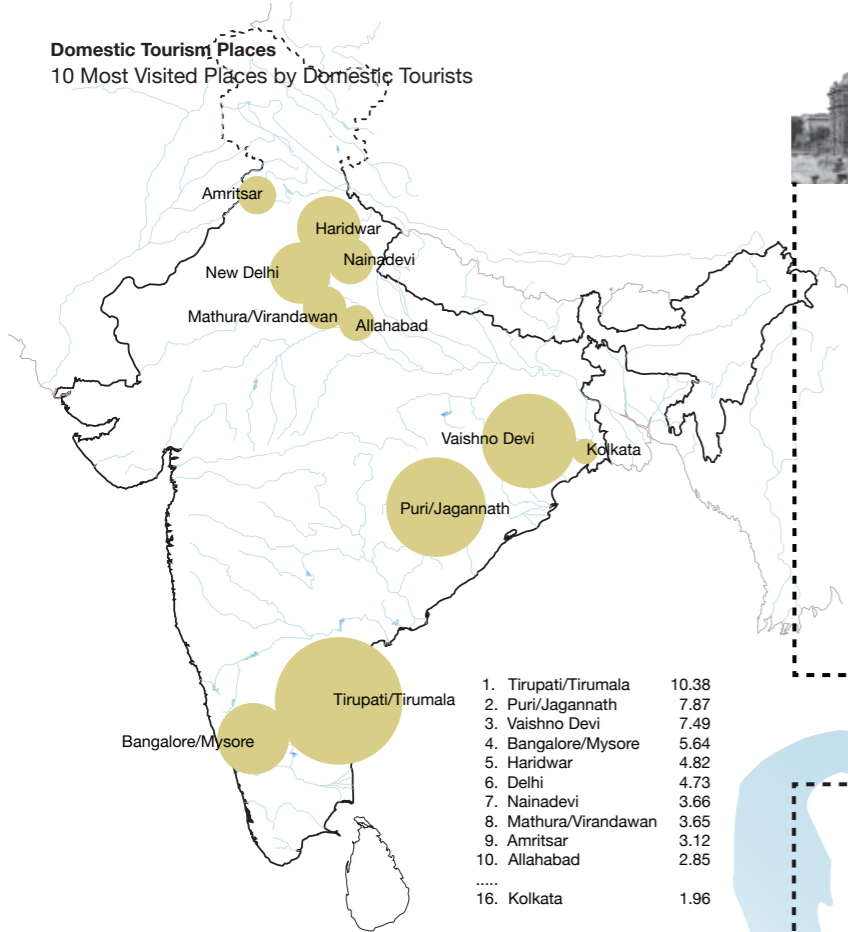 Domestic Tourism Places
10 Most Visited Places by Domestic Tourists
Amritsar
Haridwar
Nainadevi
New Delhi
Mathura/Virandawan
Allahabad
Vaishno Devi
Kolkata
Puri/Jagannath
Tirupati/Tirumala
Bangalore/Mysore
1. Tirupati/Tirumala 10.38
2. Puri/Jagannath 7.87
3. Vaishno Devi 7.49
4. Bangalore/Mysore 5.64
5. Haridwar 4.82
6. Delhi 4.73
7. Nainadevi 3.66
8. Mathura/Virandawan 3.65
9. Amritsar 3.12
10. Allahabad 2.85
.....
16. Kolkata 1.96